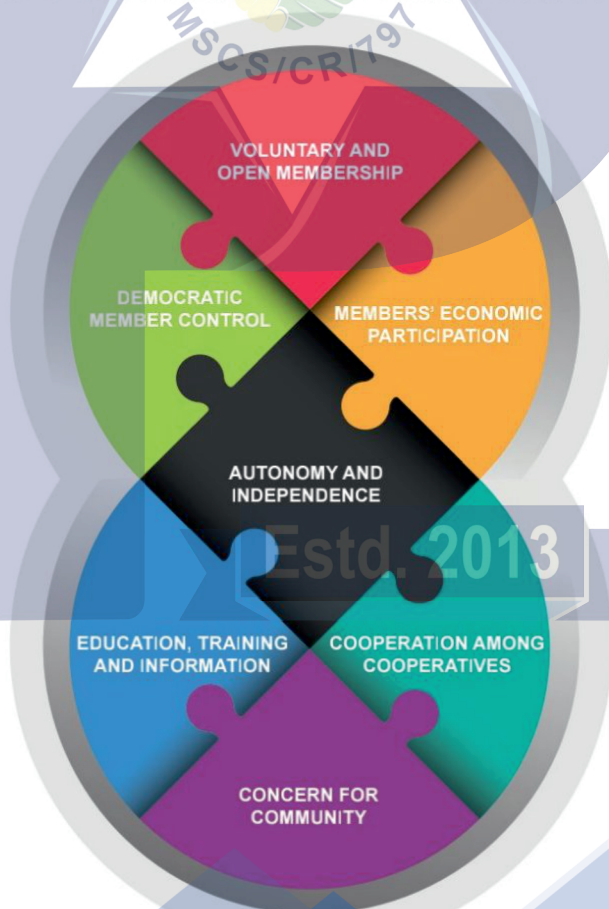 MSCS/CR/797
VOLUNTARY AND
OPEN MEMBERSHIP
DEMOCRATIC
MEMBER CONTROL
MEMBERS' ECONOMIC
PARTICIPATION
AUTONOMY AND
INDEPENDENCE
Estd. 2013
EDUCATION, TRAINING
AND INFORMATION
COOPERATION AMONG
COOPERATIVES
CONCERN FOR
COMMUNITY